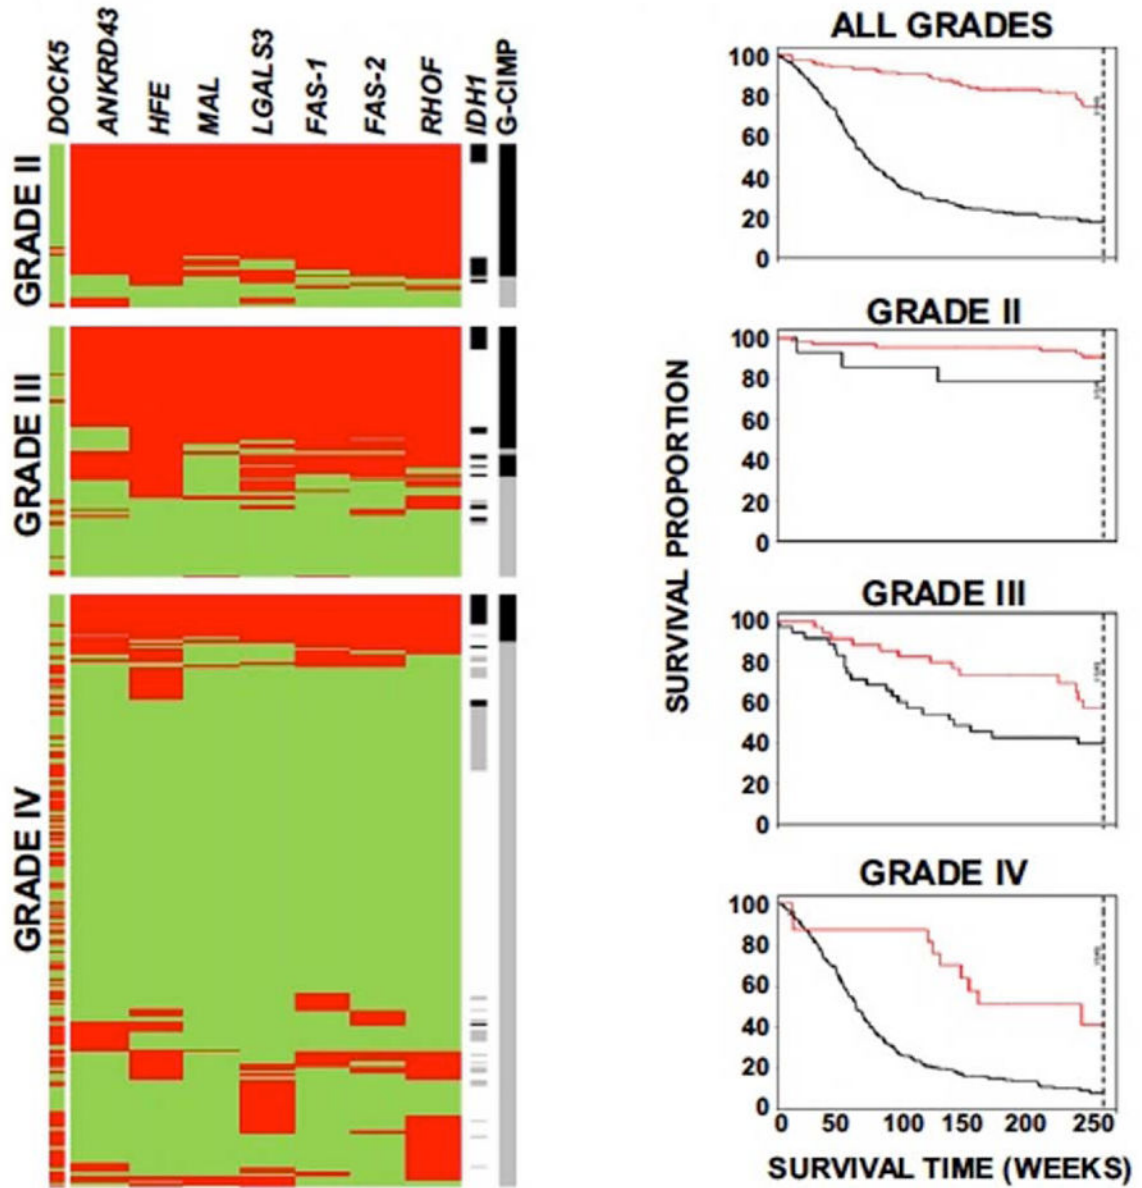 DOCK5
ANKRD43
HFE
MAL
LGALS3
FAS-1
FAS-2
RHOF
IDH1
G-CIMP
GRADE II
GRADE III
GRADE IV
SURVIVAL PROPORTION
ALL GRADES
100
80
60
40
20
0
GRADE II
100
80
60
40
20
0
GRADE III
100
80
60
40
20
0
GRADE IV
100
80
60
40
20
0
0 50 100 150 200 250
SURVIVAL TIME (WEEKS)